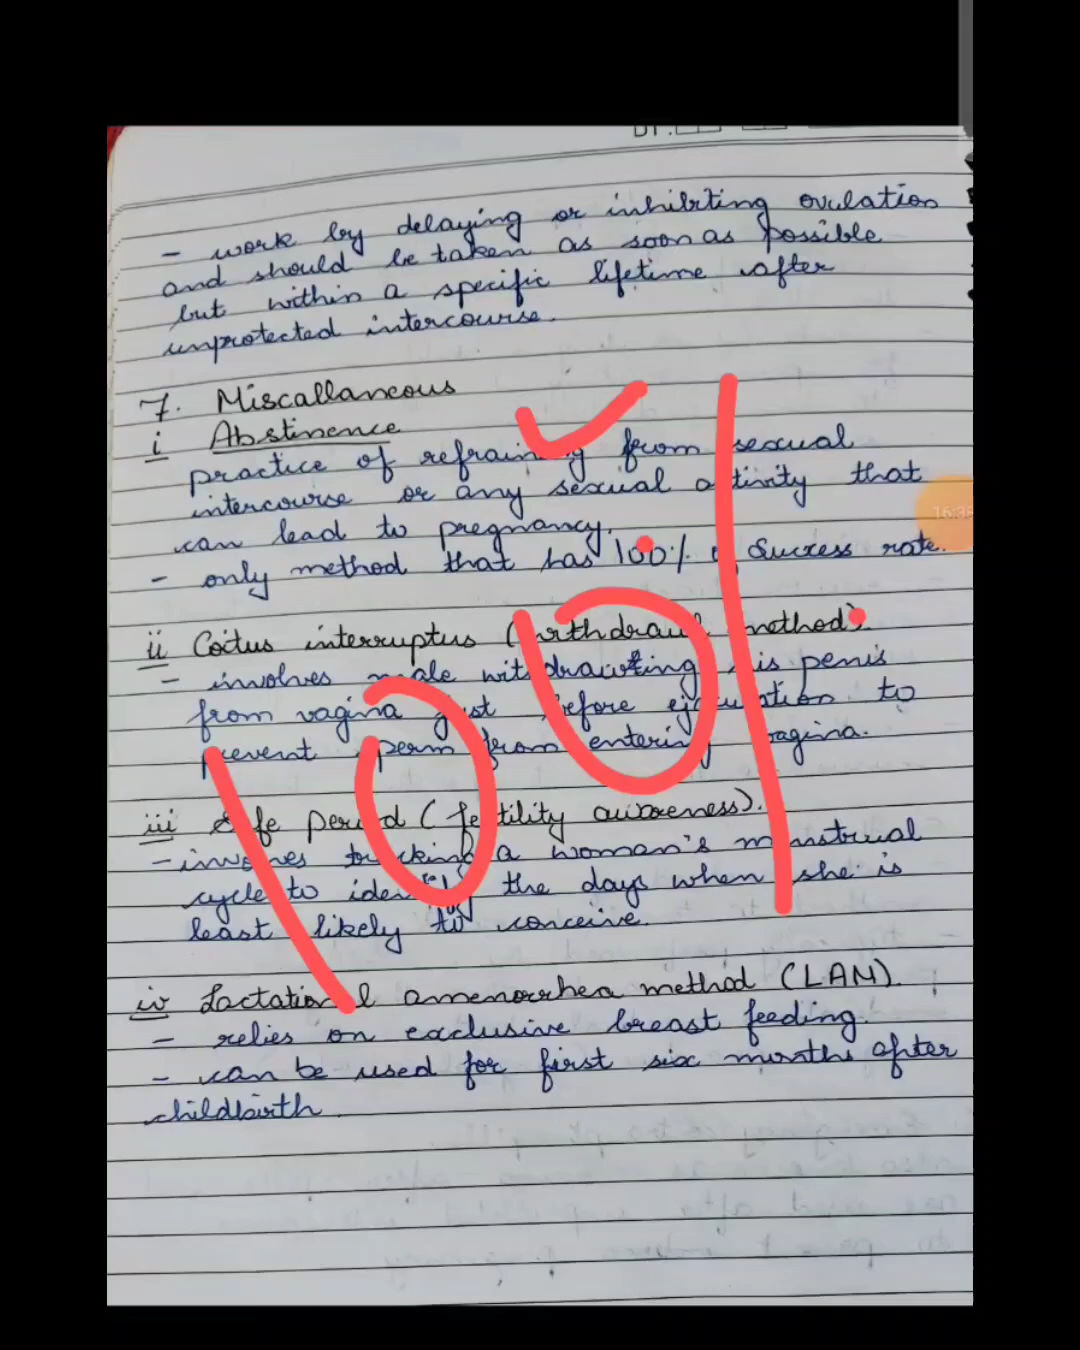 DT.
- work by delaying or inhibiting ovulation
and should be taken as soon as possible
but within a specific lifetime after
unprotected intercourse.
7. Miscallaneous
i Abstinence
practice of refraining from sexual
intercourse or any sexual activity that
can lead to pregnancy.
- only method that has 100% success rate.
16:38
ii Coitus interruptus (withdrawl method).
- involves male withdrawing his penis
from vagina just before ejaculation to
prevent sperm from entering vagina.
iii Safe period (fertility awareness).
- involves tracking a woman's menstrual
cycle to identify the days when she is
least likely to conceive.
iv Lactational amenorrhea method (LAM).
- relies on exclusive breast feeding.
- can be used for first six months after
childbirth.
100/